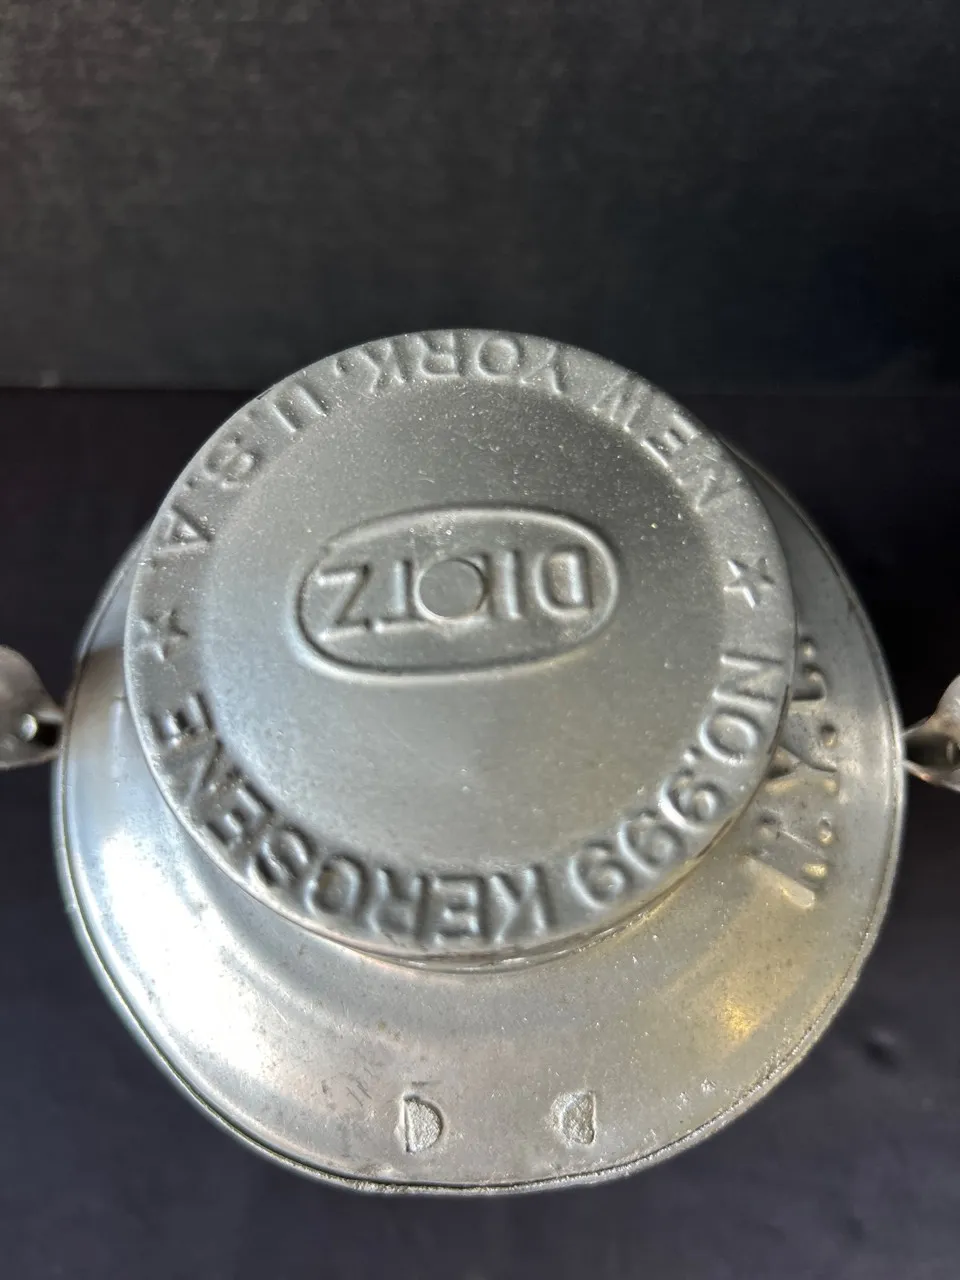 DIETZ
★ NO.999 KEROSENE ★
NEW YORK. U.S.A